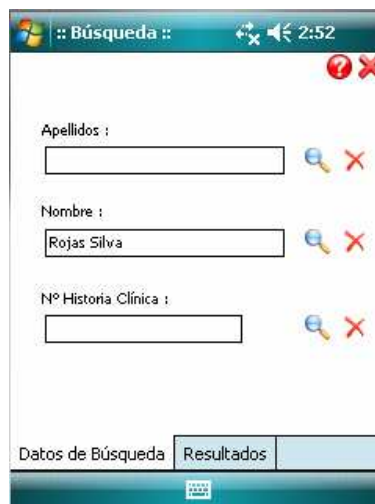 :: Búsqueda :: 2:52
Apellidos :
Nombre :
Rojas Silva
Nº Historia Clínica :
Datos de Búsqueda Resultados